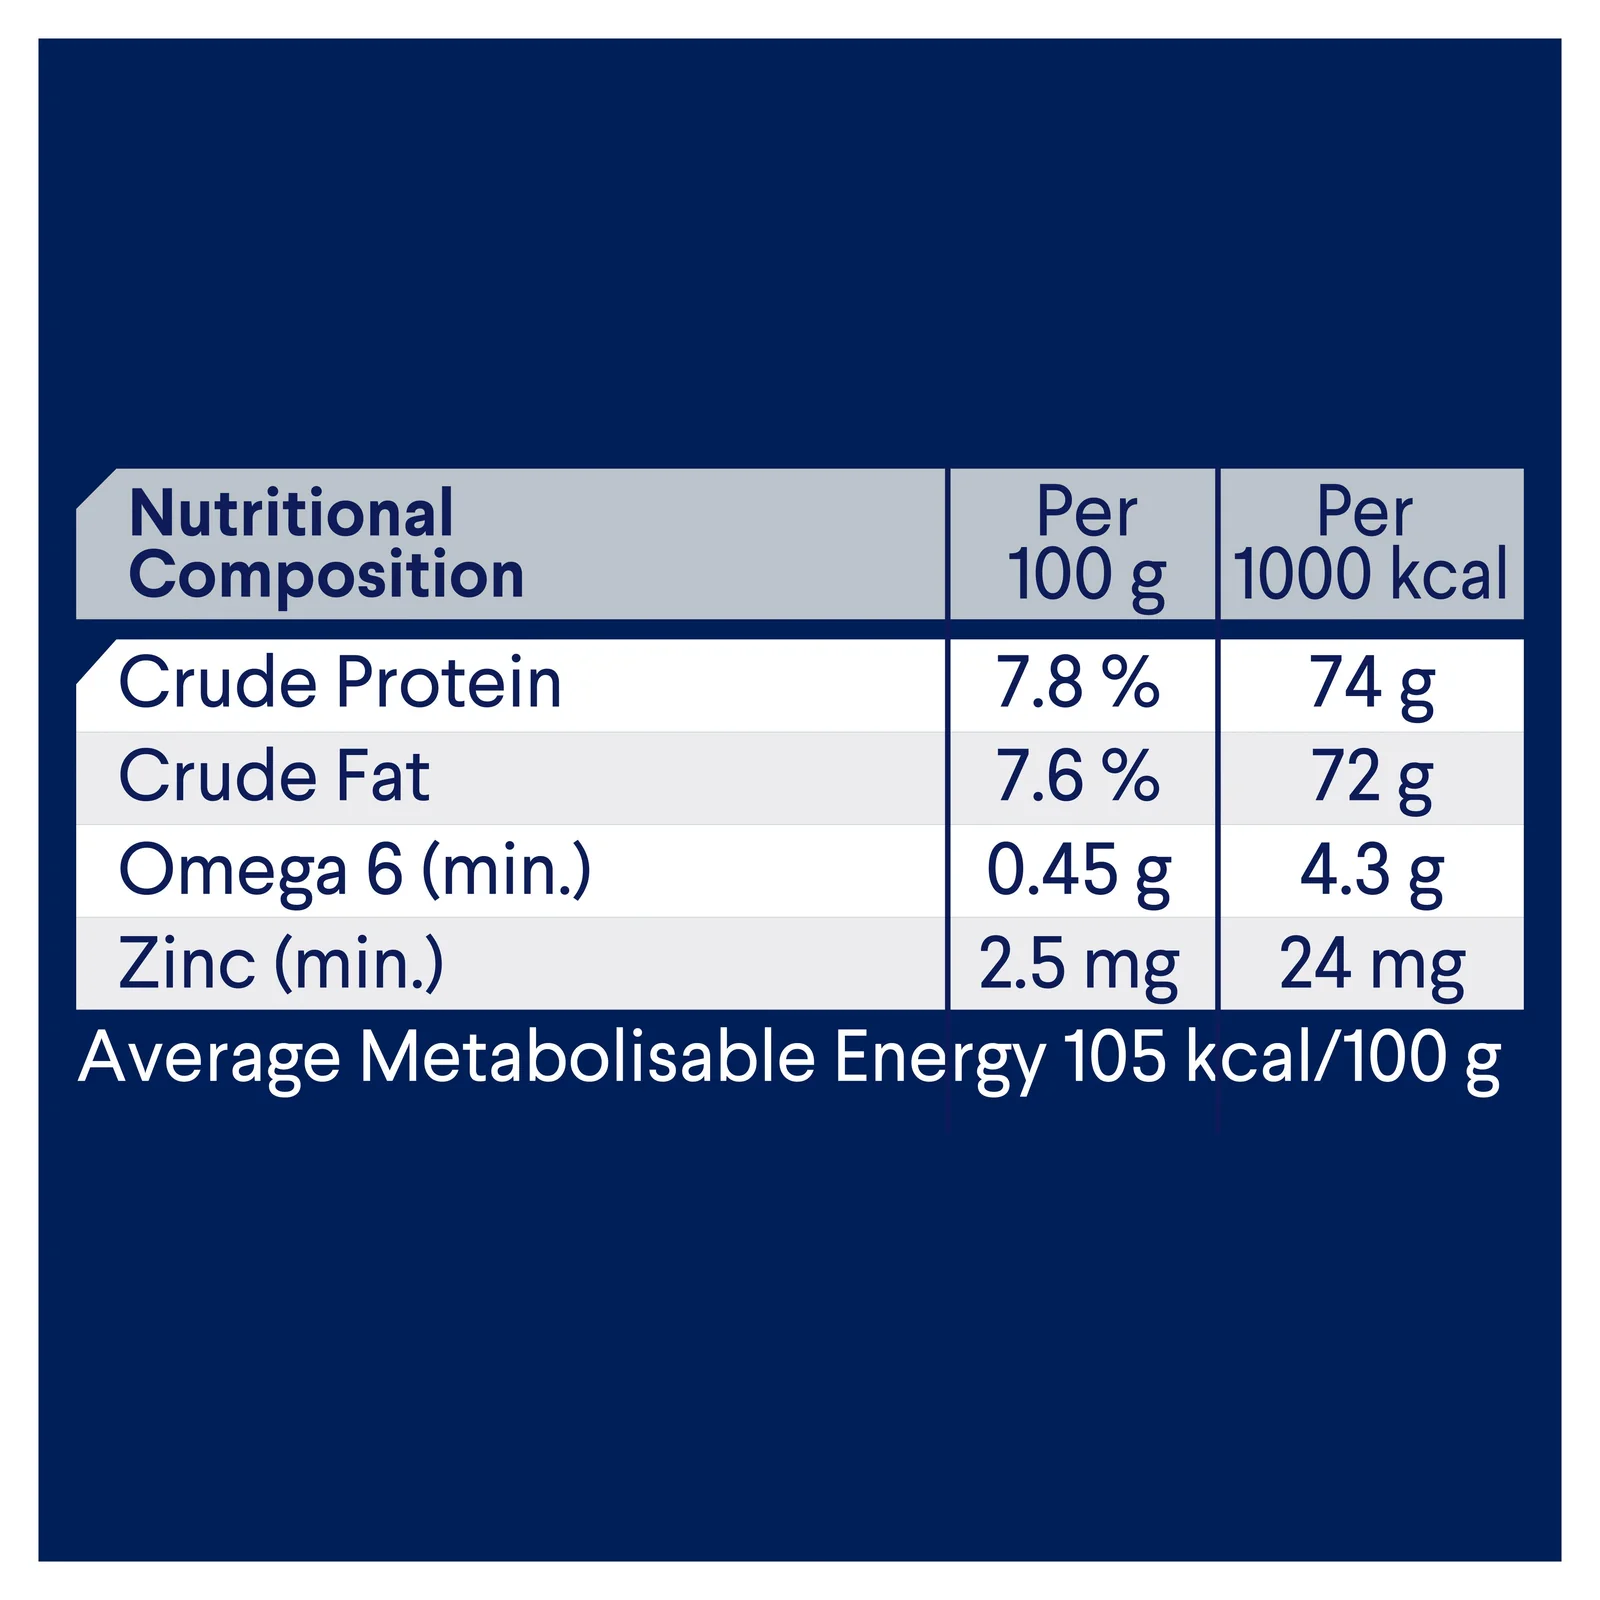 Nutritional Composition Per 100 g Per 1000 kcal
Crude Protein 7.8 % 74 g
Crude Fat 7.6 % 72 g
Omega 6 (min.) 0.45 g 4.3 g
Zinc (min.) 2.5 mg 24 mg
Average Metabolisable Energy 105 kcal/100 g